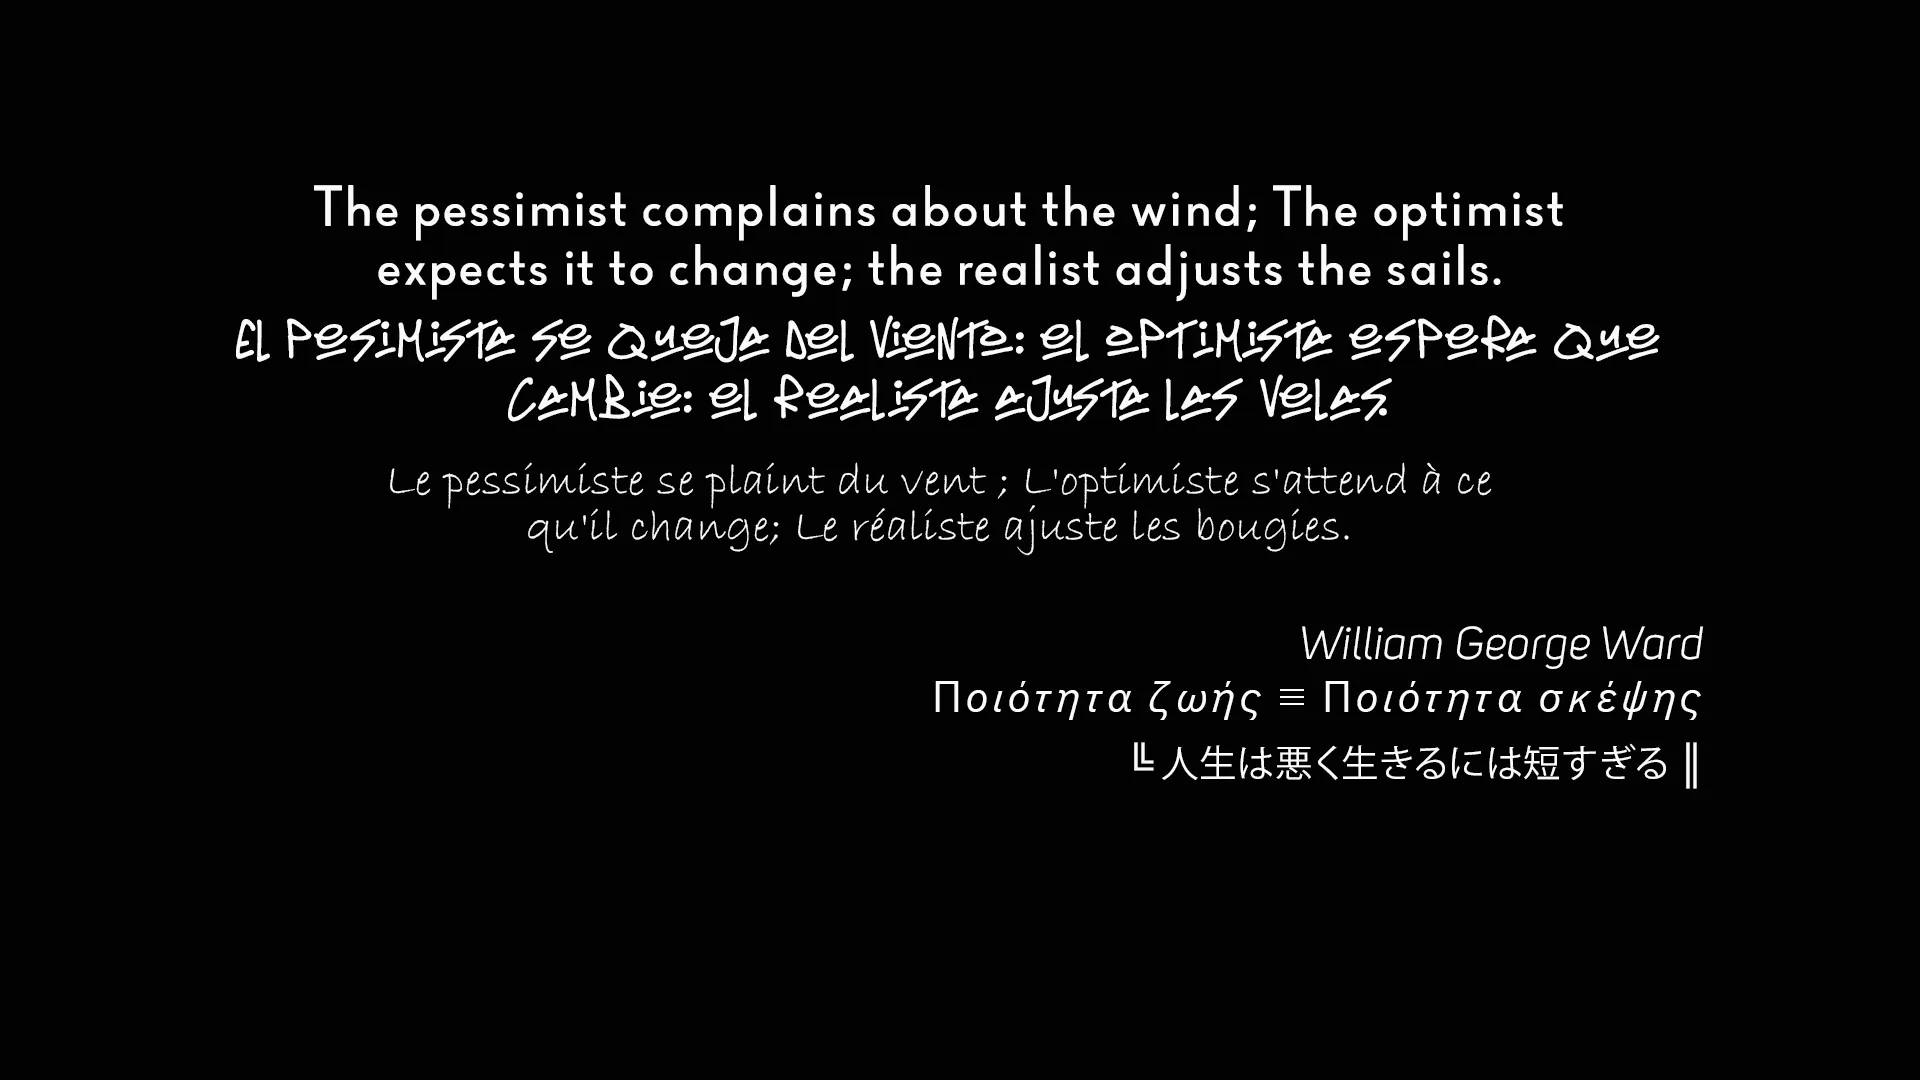 The pessimist complains about the wind; The optimist
expects it to change; the realist adjusts the sails.
El pesimista se queja del viento: el optimista espera que
cambie: el realista ajusta las velas.
Le pessimiste se plaint du vent ; L'optimiste s'attend à ce
qu'il change; Le réaliste ajuste les bougies.
William George Ward
Ποιότητα ζωής ≡ Ποιότητα σκέψης
╚ 人生は悪く生きるには短すぎる ║